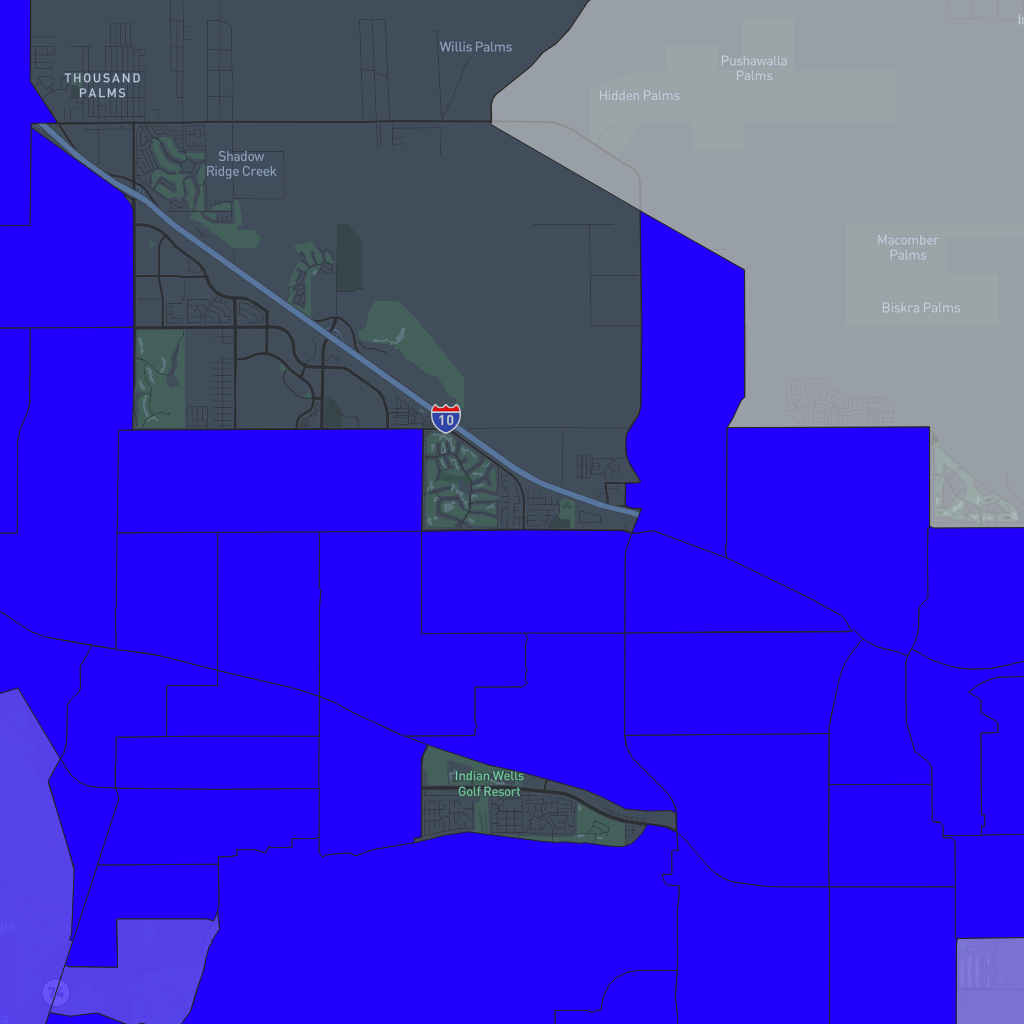 Willis Palms
THOUSAND
PALMS
Pushawalla
Palms
Hidden Palms
Shadow
Ridge Creek
Macomber
Palms
Biskra Palms
10
Indian Wells
Golf Resort
74